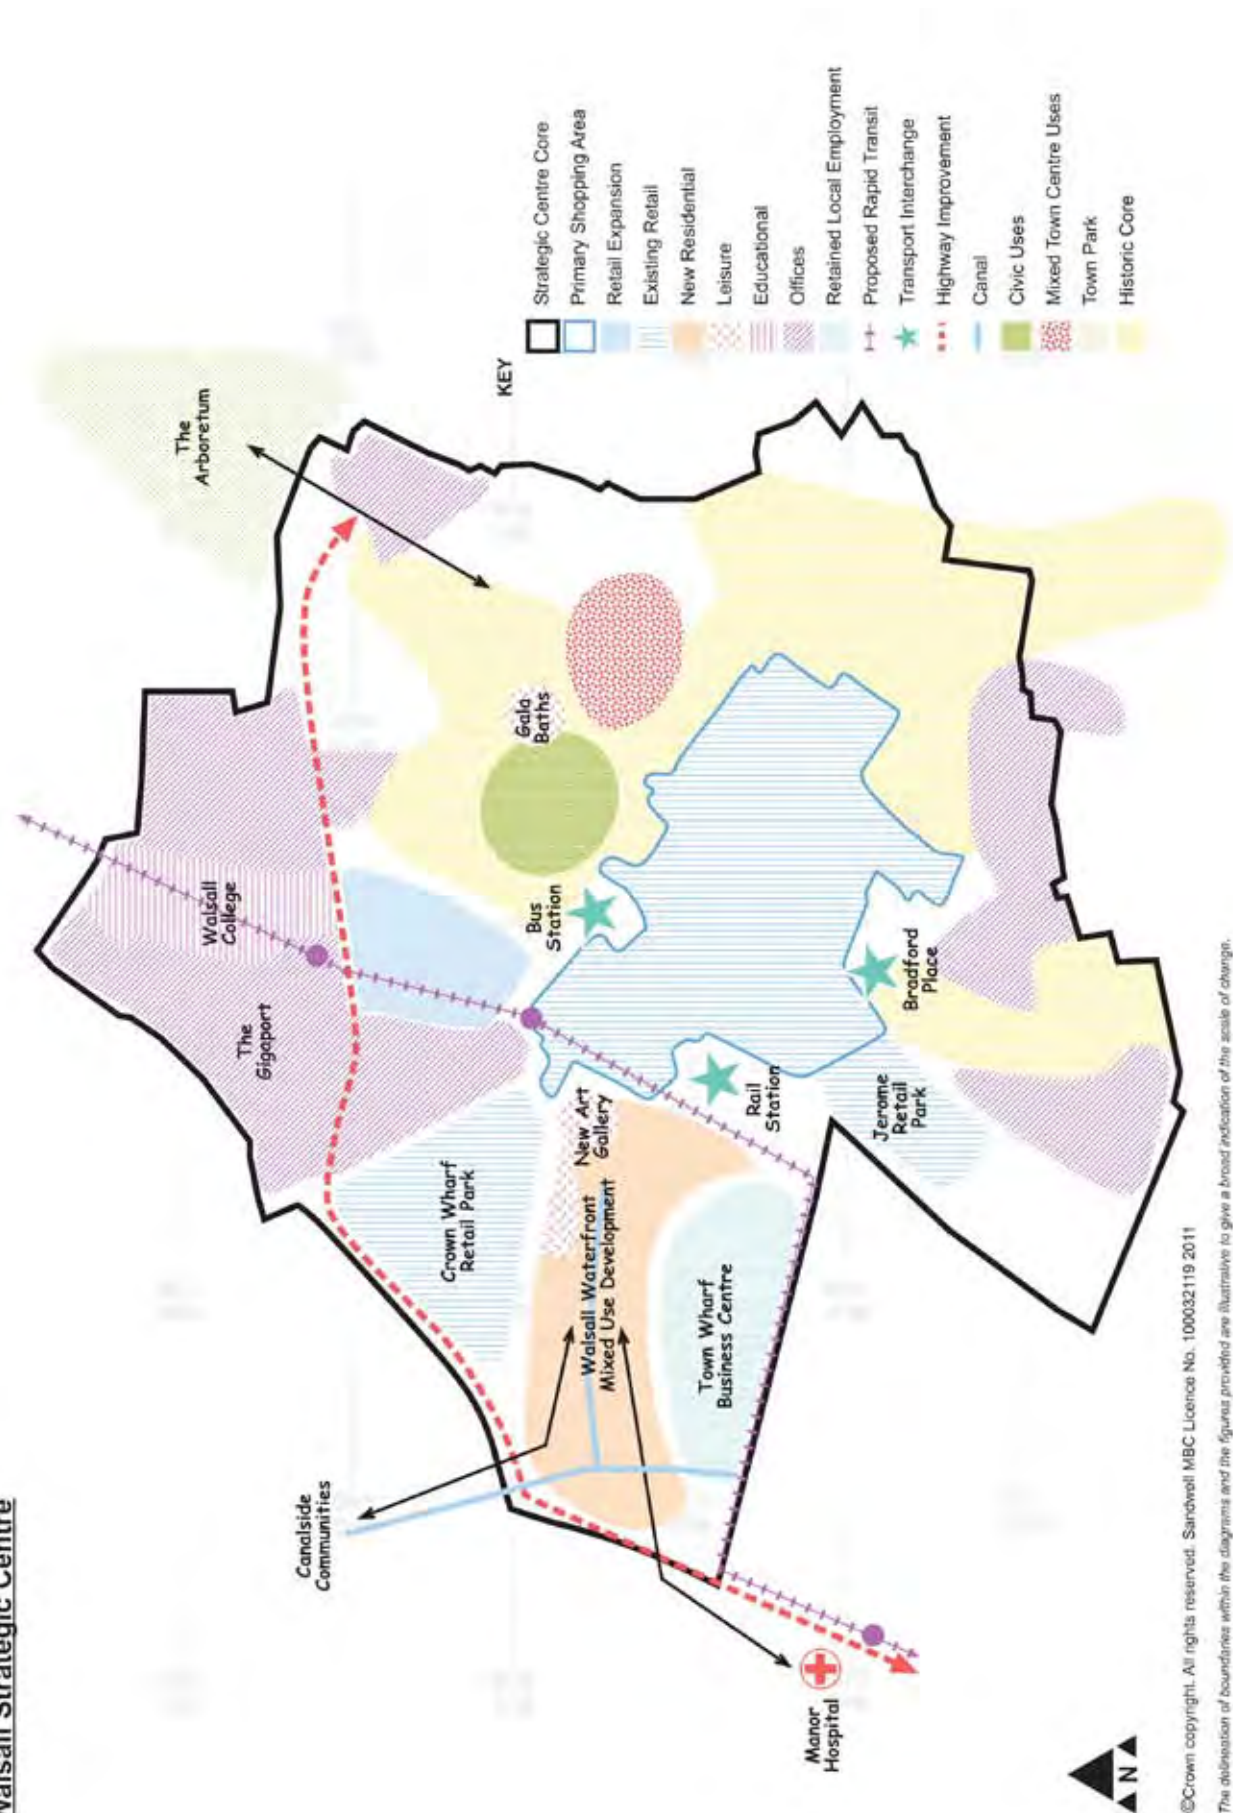 Walsall Strategic Centre
The
Arboretum
Walsall
College
The
Gigaport
Gala
Baths
Bus
Station
Crown Wharf
Retail Park
New Art
Gallery
Canalside
Communities
Walsall Waterfront
Mixed Use Development
Rail
Station
Bradford
Place
Town Wharf
Business Centre
Jerome
Retail
Park
Manor
Hospital
KEY
Strategic Centre Core
Primary Shopping Area
Retail Expansion
Existing Retail
New Residential
Leisure
Educational
Offices
Retained Local Employment
Proposed Rapid Transit
Transport Interchange
Highway Improvement
Canal
Civic Uses
Mixed Town Centre Uses
Town Park
Historic Core
N
©Crown copyright. All rights reserved. Sandwell MBC Licence No. 100032119 2011
The delineation of boundaries within the diagrams and the figures provided are illustrative to give a broad indication of the scale of change.